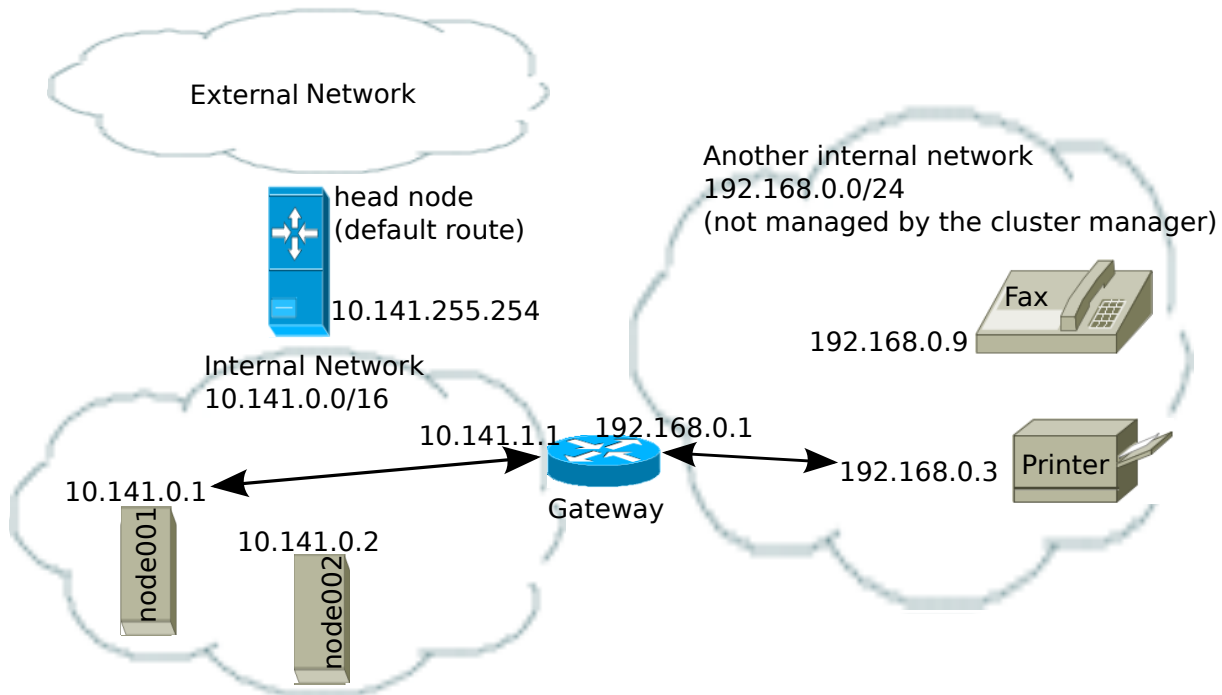 External Network
head node
(default route)
10.141.255.254
Internal Network
10.141.0.0/16
10.141.1.1
192.168.0.1
Gateway
10.141.0.1
node001
10.141.0.2
node002
Another internal network
192.168.0.0/24
(not managed by the cluster manager)
Fax
192.168.0.9
192.168.0.3
Printer